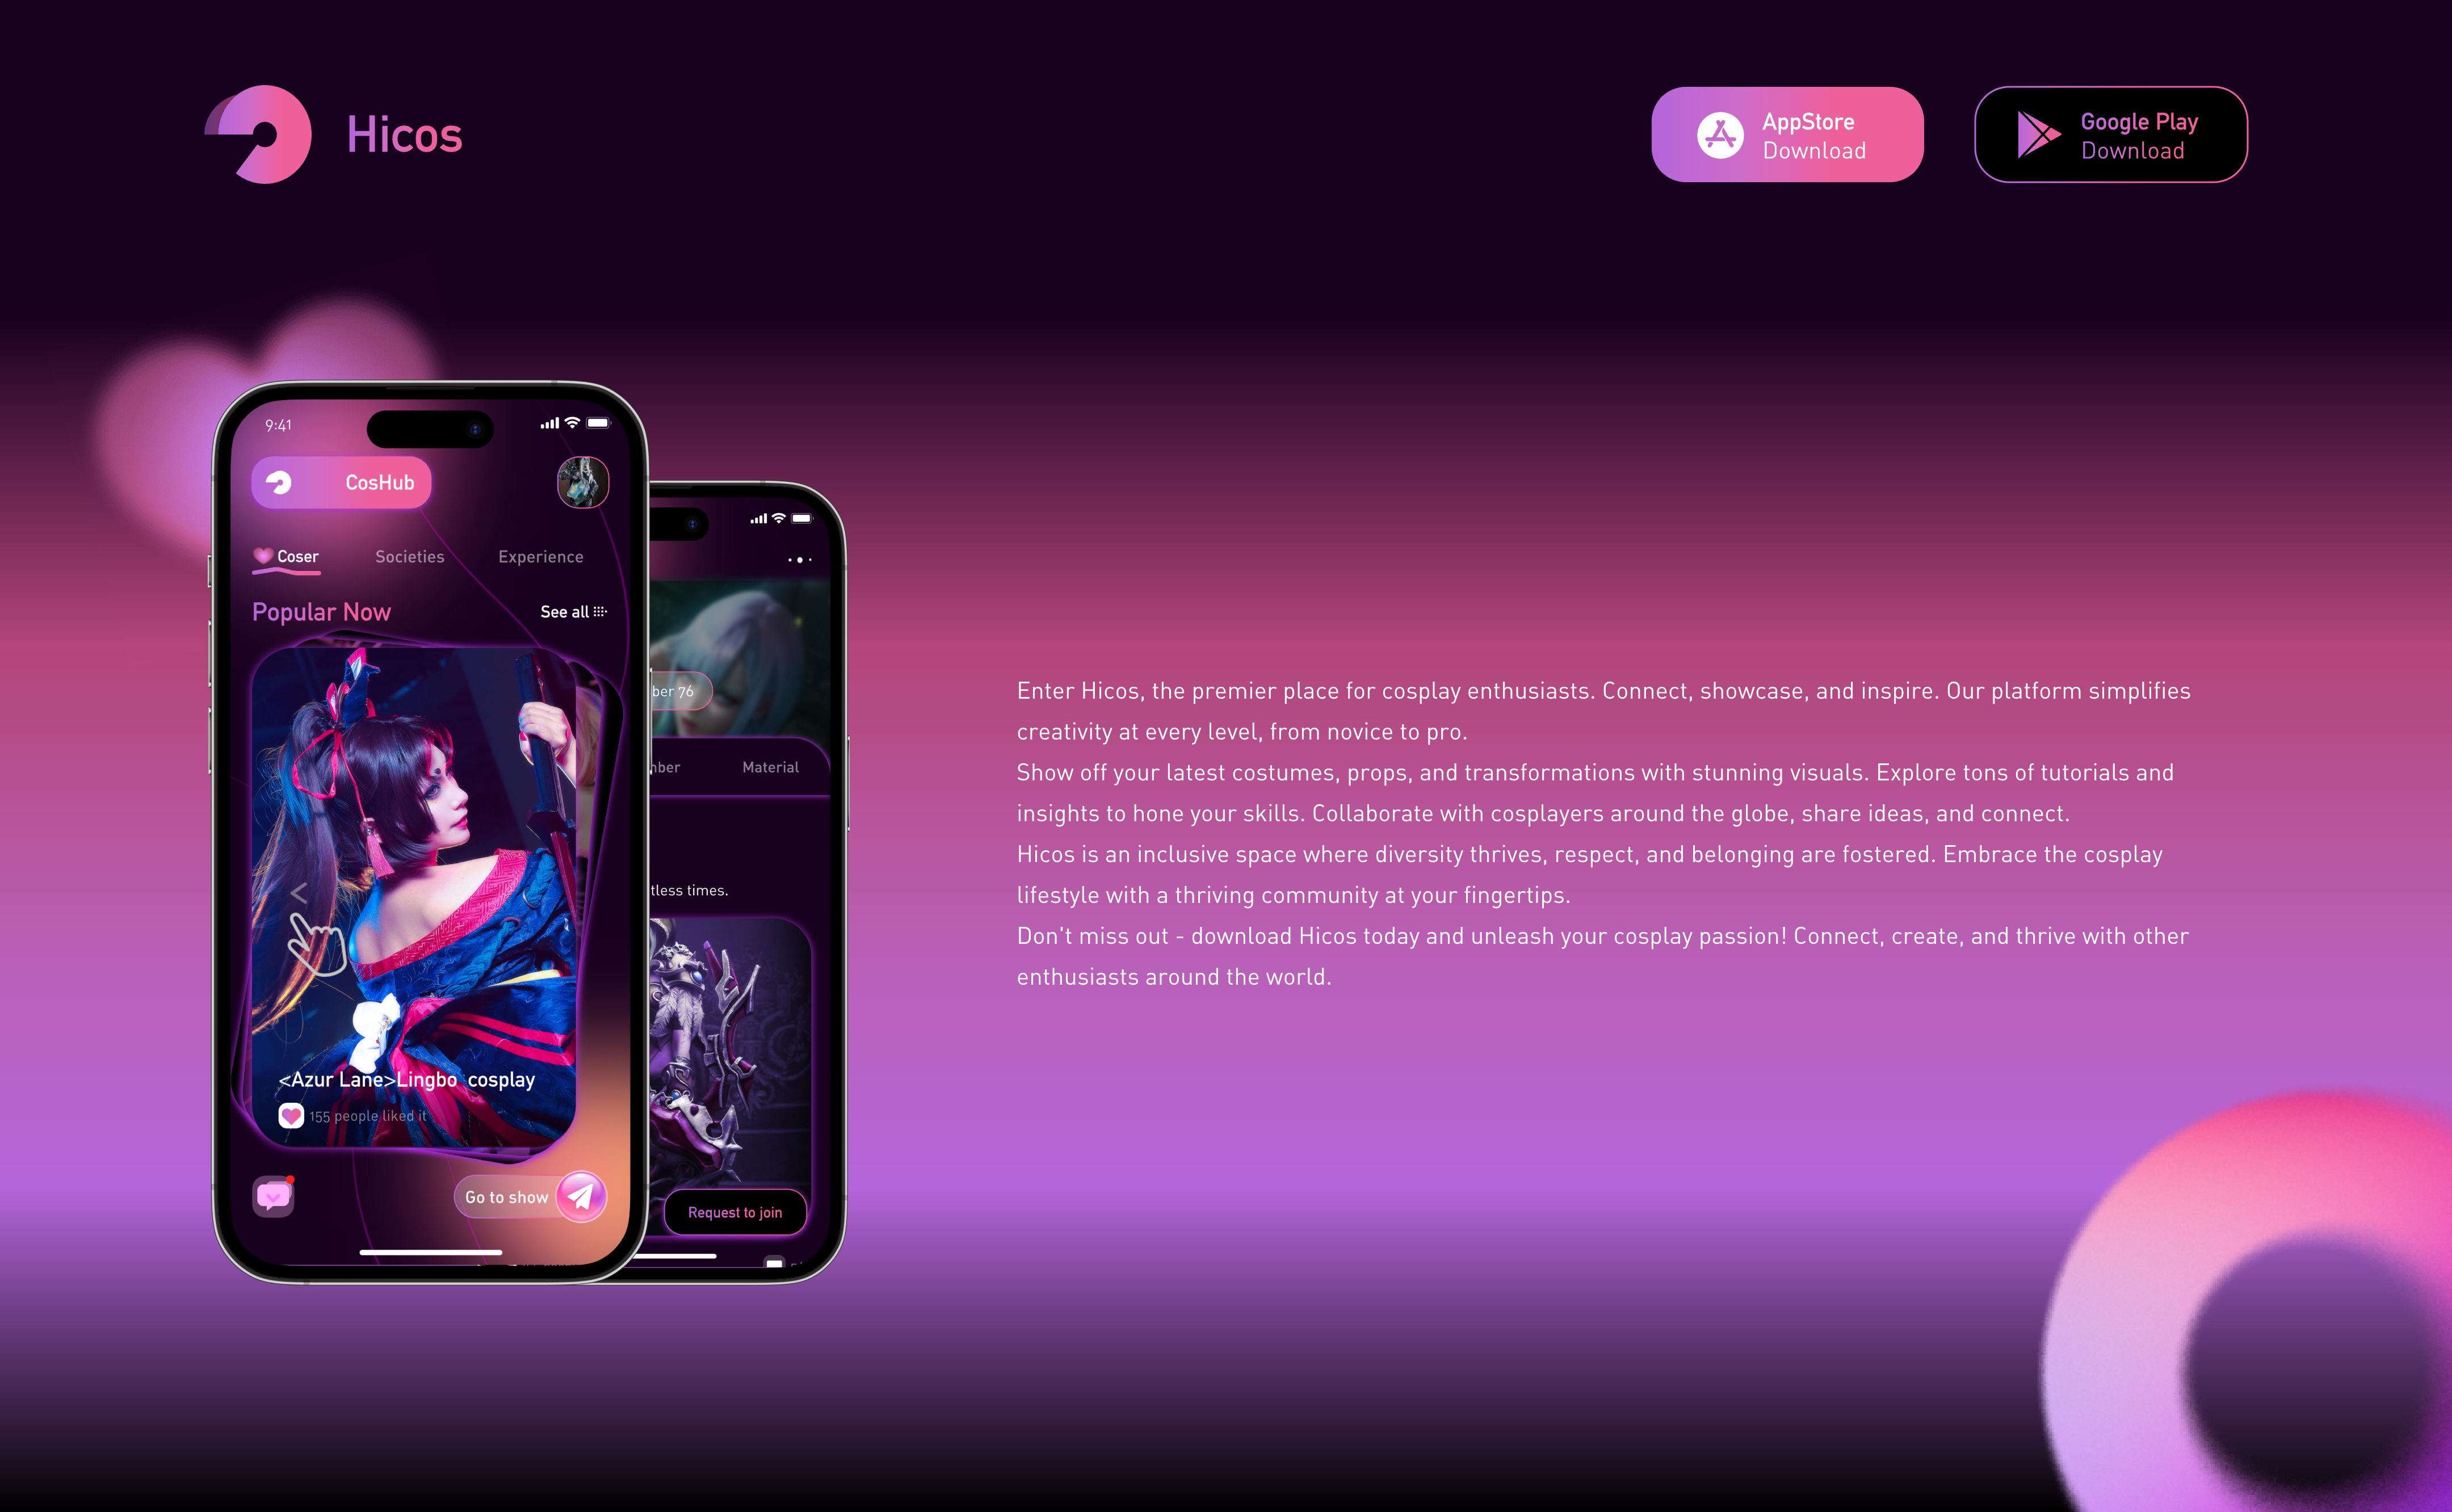 Hicos
AppStore
Download
Google Play
Download
9:41
CosHub
Coser
Societies
Experience
Popular Now
See all
<Azur Lane>Lingbo cosplay
155 people liked it
Go to show
ber 76
Material
tless times.
Request to join
Enter Hicos, the premier place for cosplay enthusiasts. Connect, showcase, and inspire. Our platform simplifies
creativity at every level, from novice to pro.
Show off your latest costumes, props, and transformations with stunning visuals. Explore tons of tutorials and
insights to hone your skills. Collaborate with cosplayers around the globe, share ideas, and connect.
Hicos is an inclusive space where diversity thrives, respect, and belonging are fostered. Embrace the cosplay
lifestyle with a thriving community at your fingertips.
Don't miss out - download Hicos today and unleash your cosplay passion! Connect, create, and thrive with other
enthusiasts around the world.